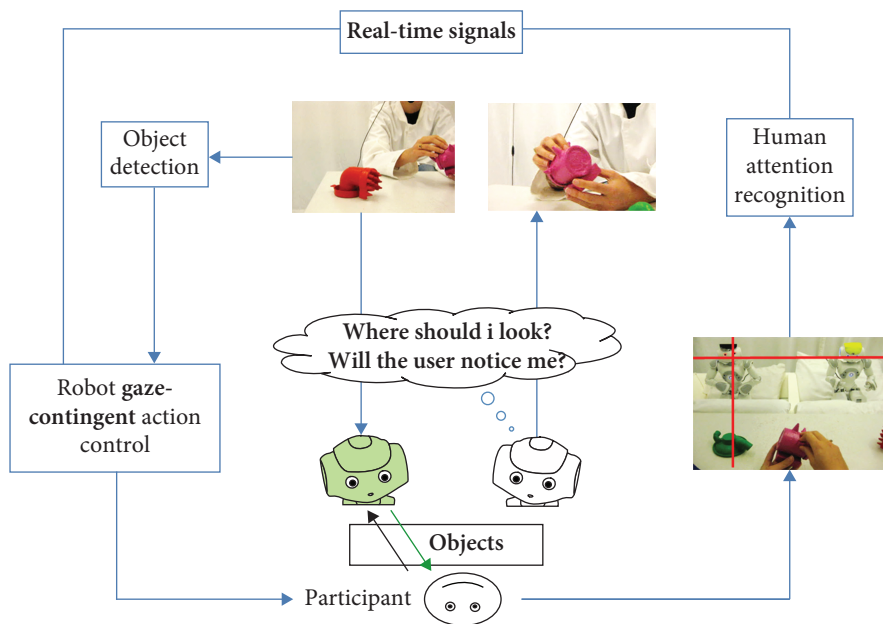 Real-time signals
Object
detection
Human
attention
recognition
Where should i look?
Will the user notice me?
Robot gaze-
contingent action
control
Objects
Participant